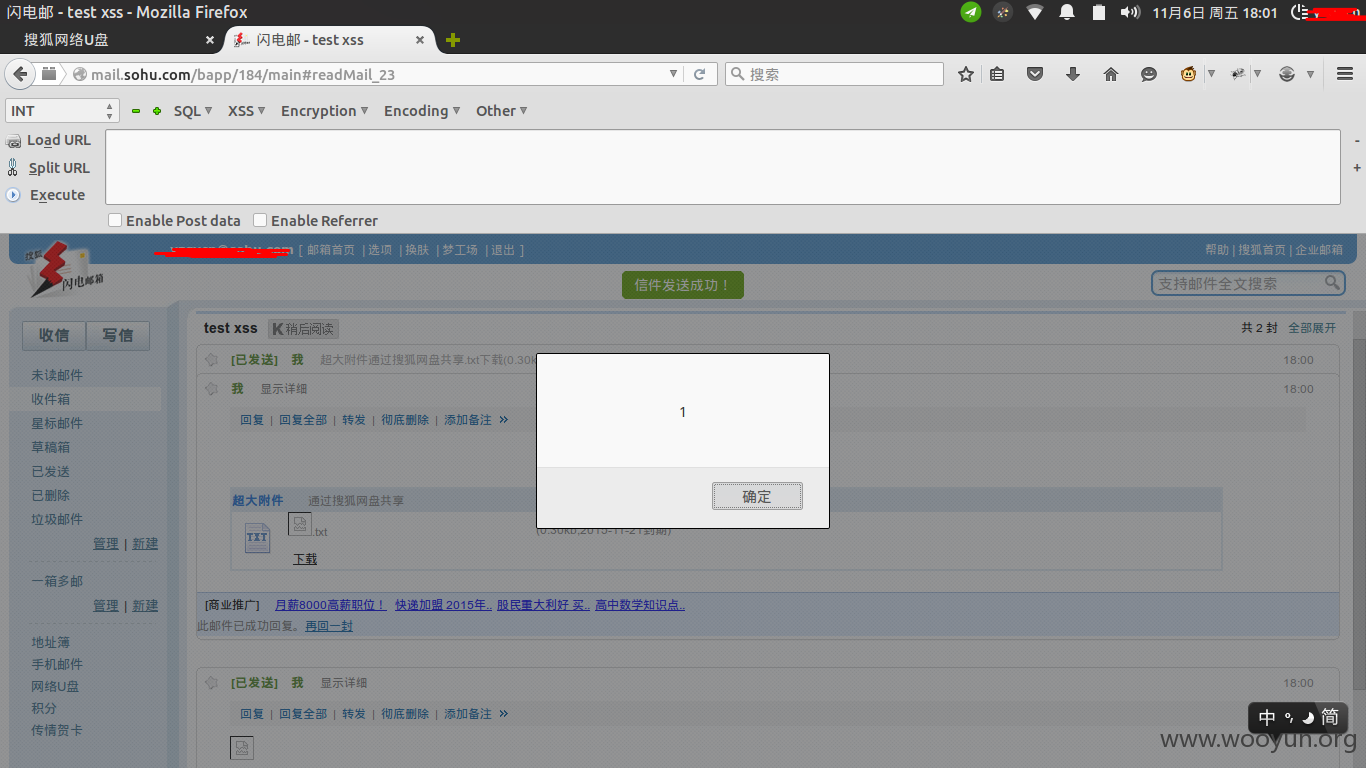 闪电邮 - test xss - Mozilla Firefox
11月6日 周五 18:01
搜狐网络U盘
闪电邮 - test xss
mail.sohu.com/bapp/184/main#readMail_23
搜索
INT
SQL XSS Encryption Encoding Other
Load URL
Split URL
Execute
- 
+
Enable Post data Enable Referrer
[ 邮箱首页 | 选项 | 换肤 | 梦工场 | 退出 ]
帮助 | 搜狐首页 | 企业邮箱
搜狐
闪电邮箱
信件发送成功！
支持邮件全文搜索
收信 写信
未读邮件
收件箱
星标邮件
草稿箱
已发送
已删除
垃圾邮件
管理 | 新建
一箱多邮
管理 | 新建
地址簿
手机邮件
网络U盘
积分
传情贺卡
test xss K 稍后阅读
共 2 封 全部展开
[已发送] 我 超大附件通过搜狐网盘共享.txt下载(0.30k
18:00
我 显示详细
18:00
回复 | 回复全部 | 转发 | 彻底删除 | 添加备注 »
1
确定
超大附件 通过搜狐网盘共享
TXT
.txt
(0.30kb,2015-11-21到期)
下载
[商业推广] 月薪8000高薪职位！ 快递加盟 2015年.. 股民重大利好 买.. 高中数学知识点..
此邮件已成功回复。再回一封
[已发送] 我 显示详细
18:00
回复 | 回复全部 | 转发 | 彻底删除 | 添加备注 »
中 简
www.wooyun.org